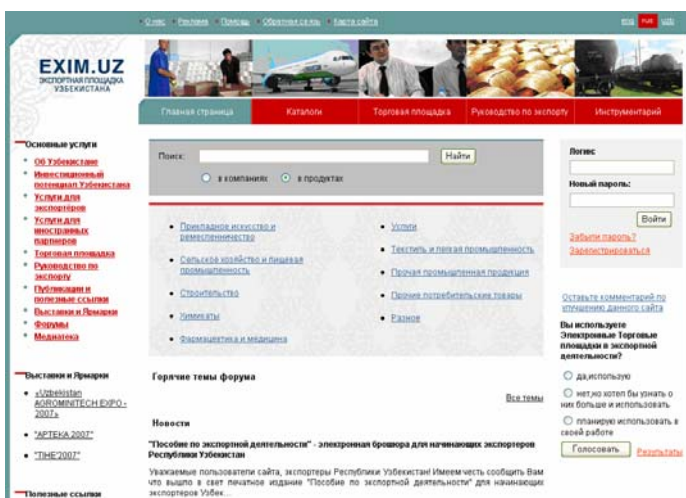 О нас
Реклама
Помощь
Обратная связь
Карта сайта
eng
рус
uzb
EXIM.UZ
ЭКСПОРТНАЯ ПЛОЩАДКА
УЗБЕКИСТАНА
Главная страница
Каталоги
Торговая площадка
Руководство по экспорту
Инструментарий
Основные услуги
Об Узбекистане
Инвестиционный
потенциал Узбекистана
Услуги для
экспортёров
Услуги для
иностранных
партнеров
Торговая площадка
Руководство по
экспорту
Публикации и
полезные ссылки
Выставки и Ярмарки
Форумы
Медиатека
Выставки и Ярмарки
«Uzbekistan
AGROMINITECH EXPO -
2007»
"АПТЕКА 2007"
"TIHE'2007"
Полезные ссылки
Поиск:
Найти
в компаниях
в продуктах
Прикладное искусство и
ремесленничество
Сельское хозяйство и пищевая
промышленность
Строительство
Химикаты
Фармацевтика и медицина
Услуги
Текстиль и легкая промышленность
Прочая промышленная продукция
Прочие потребительские товары
Разное
Горячие темы форума
Все темы
Новости
"Пособие по экспортной деятельности" - электронная брошюра для начинающих экспортеров
Республики Узбекистан
Уважаемые пользователи сайта, экспортеры Республики Узбекистан! Имеем честь сообщить Вам
что вышло в свет печатное издание "Пособие по экспортной деятельности" для начинающих
экспортеров Узбек...
Логин:
Новый пароль:
Войти
Забыли пароль?
Зарегистрироваться
Оставьте комментарий по
улучшению данного сайта
Вы используете
Электронные Торговые
площадки в экспортной
деятельности?
да,использую
нет,но хотел бы узнать о
них больше и использовать
планирую использовать в
своей работе
Голосовать
Результаты